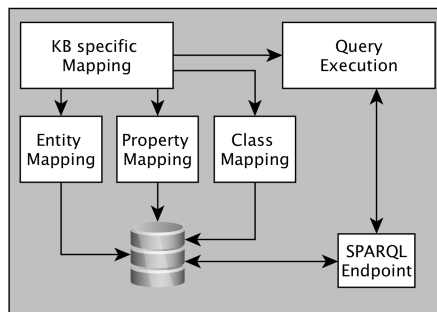 KB specific
Mapping
Query
Execution
Entity
Mapping
Property
Mapping
Class
Mapping
SPARQL
Endpoint